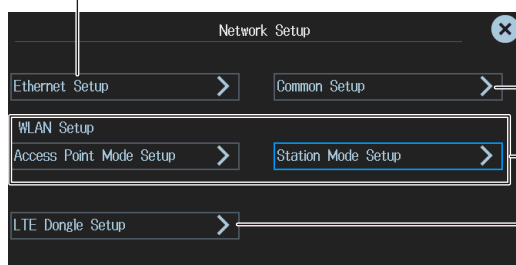 Network Setup
Ethernet Setup
Common Setup
WLAN Setup
Access Point Mode Setup
Station Mode Setup
LTE Dongle Setup